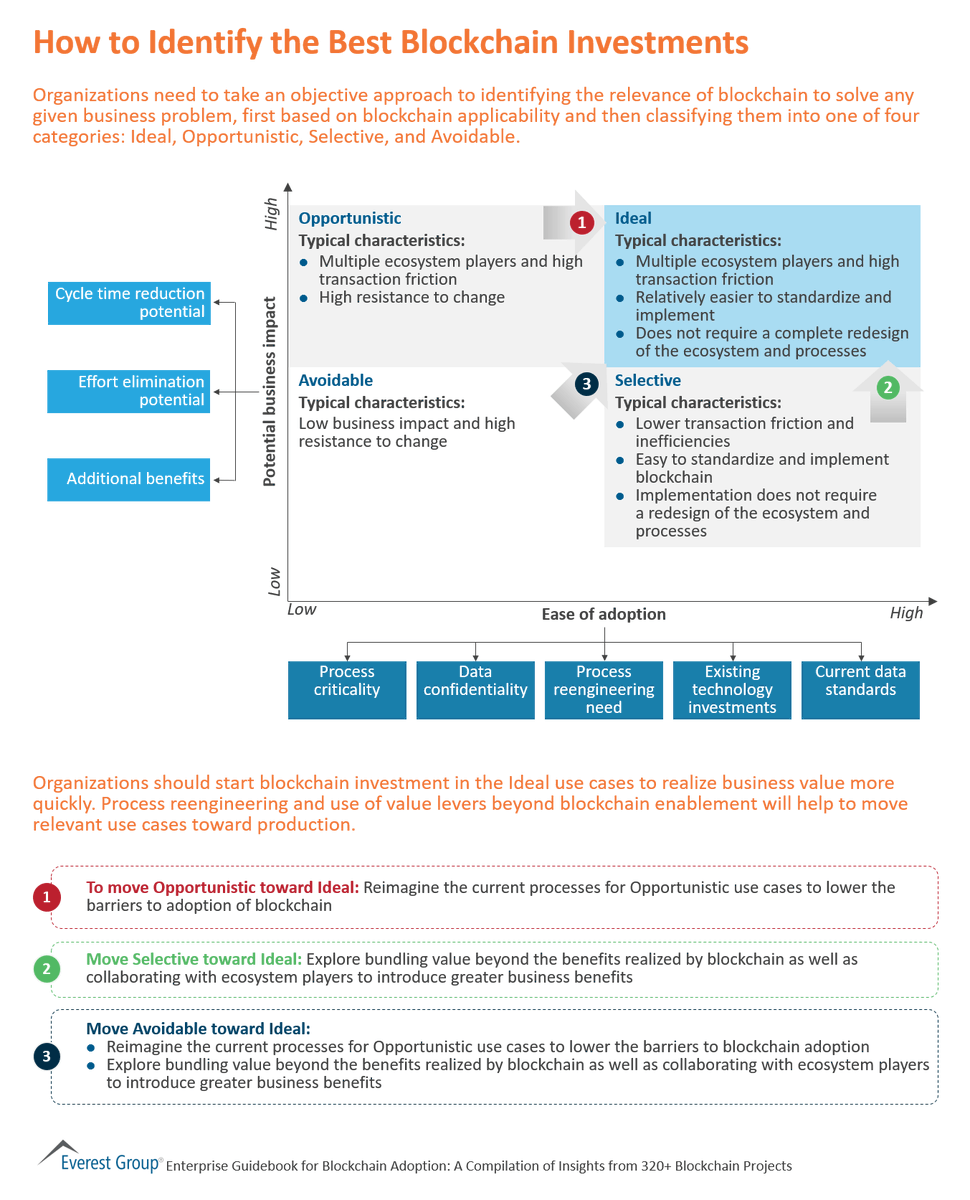 How to Identify the Best Blockchain Investments
Organizations need to take an objective approach to identifying the relevance of blockchain to solve any
given business problem, first based on blockchain applicability and then classifying them into one of four
categories: Ideal, Opportunistic, Selective, and Avoidable.
High
Potential business impact
Low
Cycle time reduction
potential
Effort elimination
potential
Additional benefits
Opportunistic
Typical characteristics:
● Multiple ecosystem players and high
transaction friction
● High resistance to change
1
Ideal
Typical characteristics:
● Multiple ecosystem players and high
transaction friction
● Relatively easier to standardize and
implement
● Does not require a complete redesign
of the ecosystem and processes
Avoidable
Typical characteristics:
Low business impact and high
resistance to change
3
Selective
Typical characteristics:
● Lower transaction friction and
inefficiencies
● Easy to standardize and implement
blockchain
● Implementation does not require
a redesign of the ecosystem and
processes
2
Low
Ease of adoption
High
Process
criticality
Data
confidentiality
Process
reengineering
need
Existing
technology
investments
Current data
standards
Organizations should start blockchain investment in the Ideal use cases to realize business value more
quickly. Process reengineering and use of value levers beyond blockchain enablement will help to move
relevant use cases toward production.
1
To move Opportunistic toward Ideal: Reimagine the current processes for Opportunistic use cases to lower the
barriers to adoption of blockchain
2
Move Selective toward Ideal: Explore bundling value beyond the benefits realized by blockchain as well as
collaborating with ecosystem players to introduce greater business benefits
3
Move Avoidable toward Ideal:
● Reimagine the current processes for Opportunistic use cases to lower the barriers to blockchain adoption
● Explore bundling value beyond the benefits realized by blockchain as well as collaborating with ecosystem players
to introduce greater business benefits
Everest Group® Enterprise Guidebook for Blockchain Adoption: A Compilation of Insights from 320+ Blockchain Projects